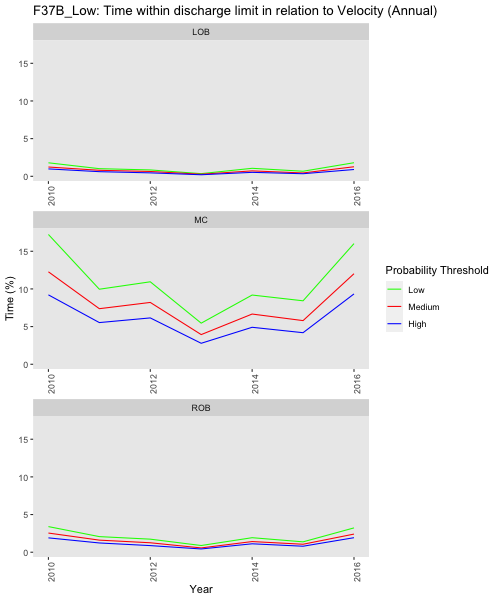 F37B_Low: Time within discharge limit in relation to Velocity (Annual)
LOB
15
10
5
0
2010
2012
2014
2016
MC
15
10
5
0
2010
2012
2014
2016
Time (%)
Probability Threshold
Low
Medium
High
ROB
15
10
5
0
2010
2012
2014
2016
Year